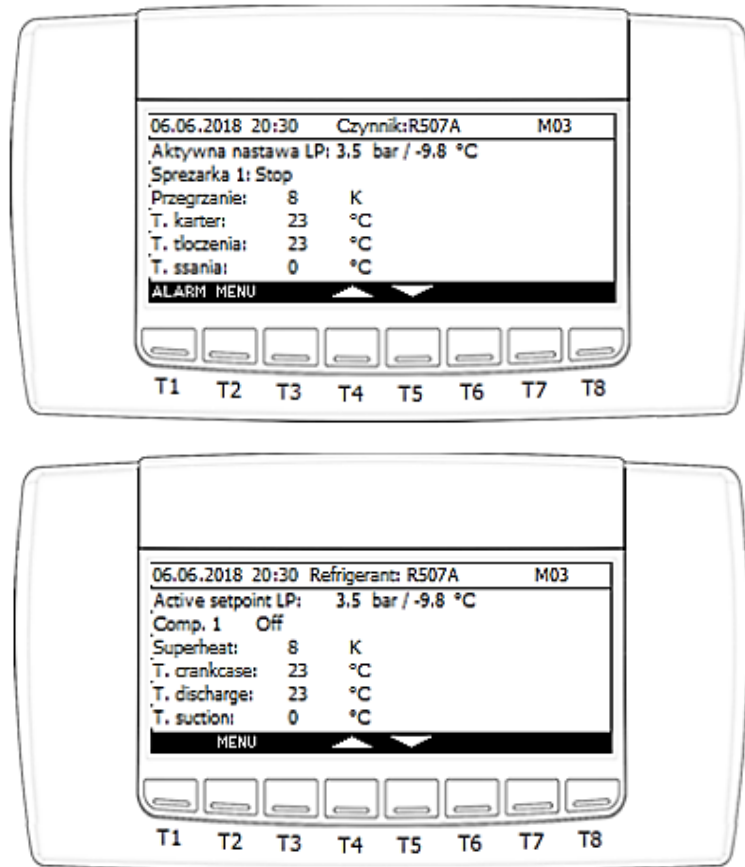 06.06.2018 20:30 Czynnik:R507A M03
Aktywna nastawa LP: 3.5 bar / -9.8 °C
Sprezarka 1: Stop
Przegrzanie: 8 K
T. karter: 23 °C
T. tloczenia: 23 °C
T. ssania: 0 °C
ALARM MENU
T1 T2 T3 T4 T5 T6 T7 T8
06.06.2018 20:30 Refrigerant: R507A M03
Active setpoint LP: 3.5 bar / -9.8 °C
Comp. 1 Off
Superheat: 8 K
T. crankcase: 23 °C
T. discharge: 23 °C
T. suction: 0 °C
MENU
T1 T2 T3 T4 T5 T6 T7 T8